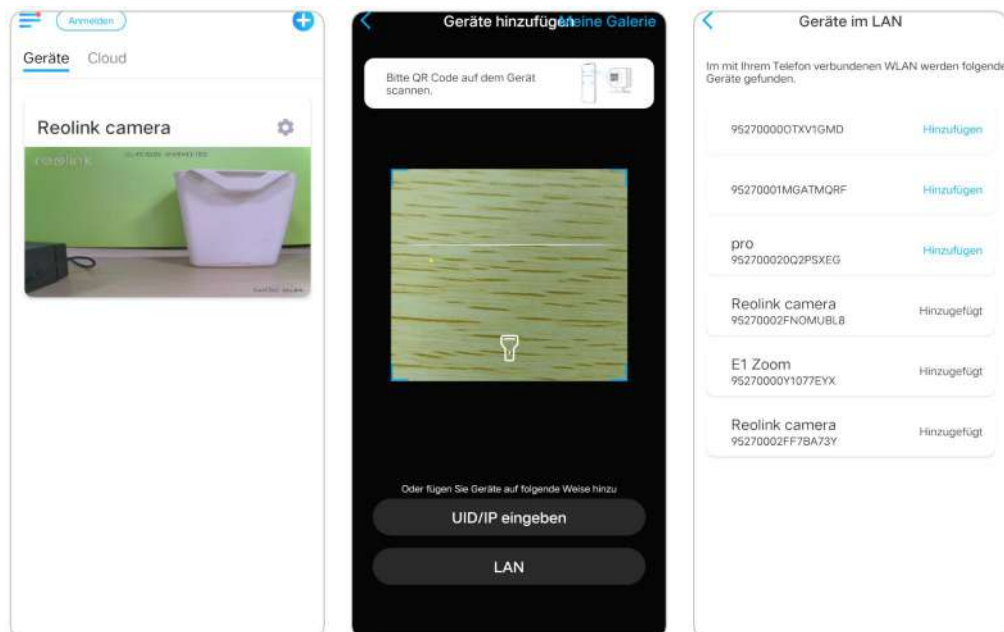 Anmelden
Geräte Cloud
Reolink camera
reolink
Geräte hinzufügen
Meine Galerie
Bitte QR Code auf dem Gerät
scannen.
Oder fügen Sie Geräte auf folgende Weise hinzu
UID/IP eingeben
LAN
Geräte im LAN
Im mit Ihrem Telefon verbundenen WLAN werden folgende
Geräte gefunden.
95270000OTXV1GMD Hinzufügen
95270001MGATMQRF Hinzufügen
pro
952700020Q2PSXEG Hinzufügen
Reolink camera
95270002FNOMUBL8 Hinzugefügt
E1 Zoom
95270000Y1077EYX Hinzugefügt
Reolink camera
95270002FF7BA73Y Hinzugefügt